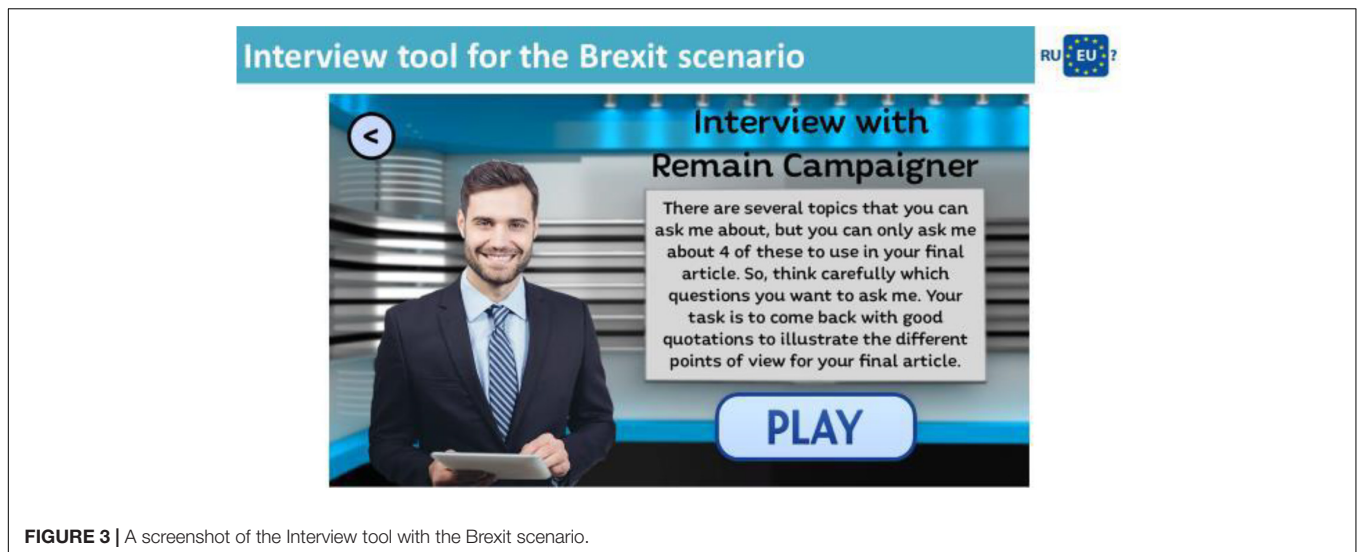 Interview tool for the Brexit scenario
RU EU ?
<
Interview with
Remain Campaigner
There are several topics that you can
ask me about, but you can only ask me
about 4 of these to use in your final
article. So, think carefully which
questions you want to ask me. Your
task is to come back with good
quotations to illustrate the different
points of view for your final article.
PLAY
FIGURE 3 | A screenshot of the Interview tool with the Brexit scenario.